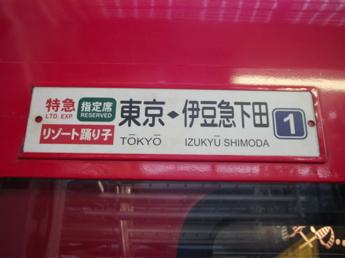 特急 指定席 東京◆伊豆急下田 1
LTD. EXP. RESERVED
リゾート踊り子 TŌKYŌ IZUKYŪ SHIMODA